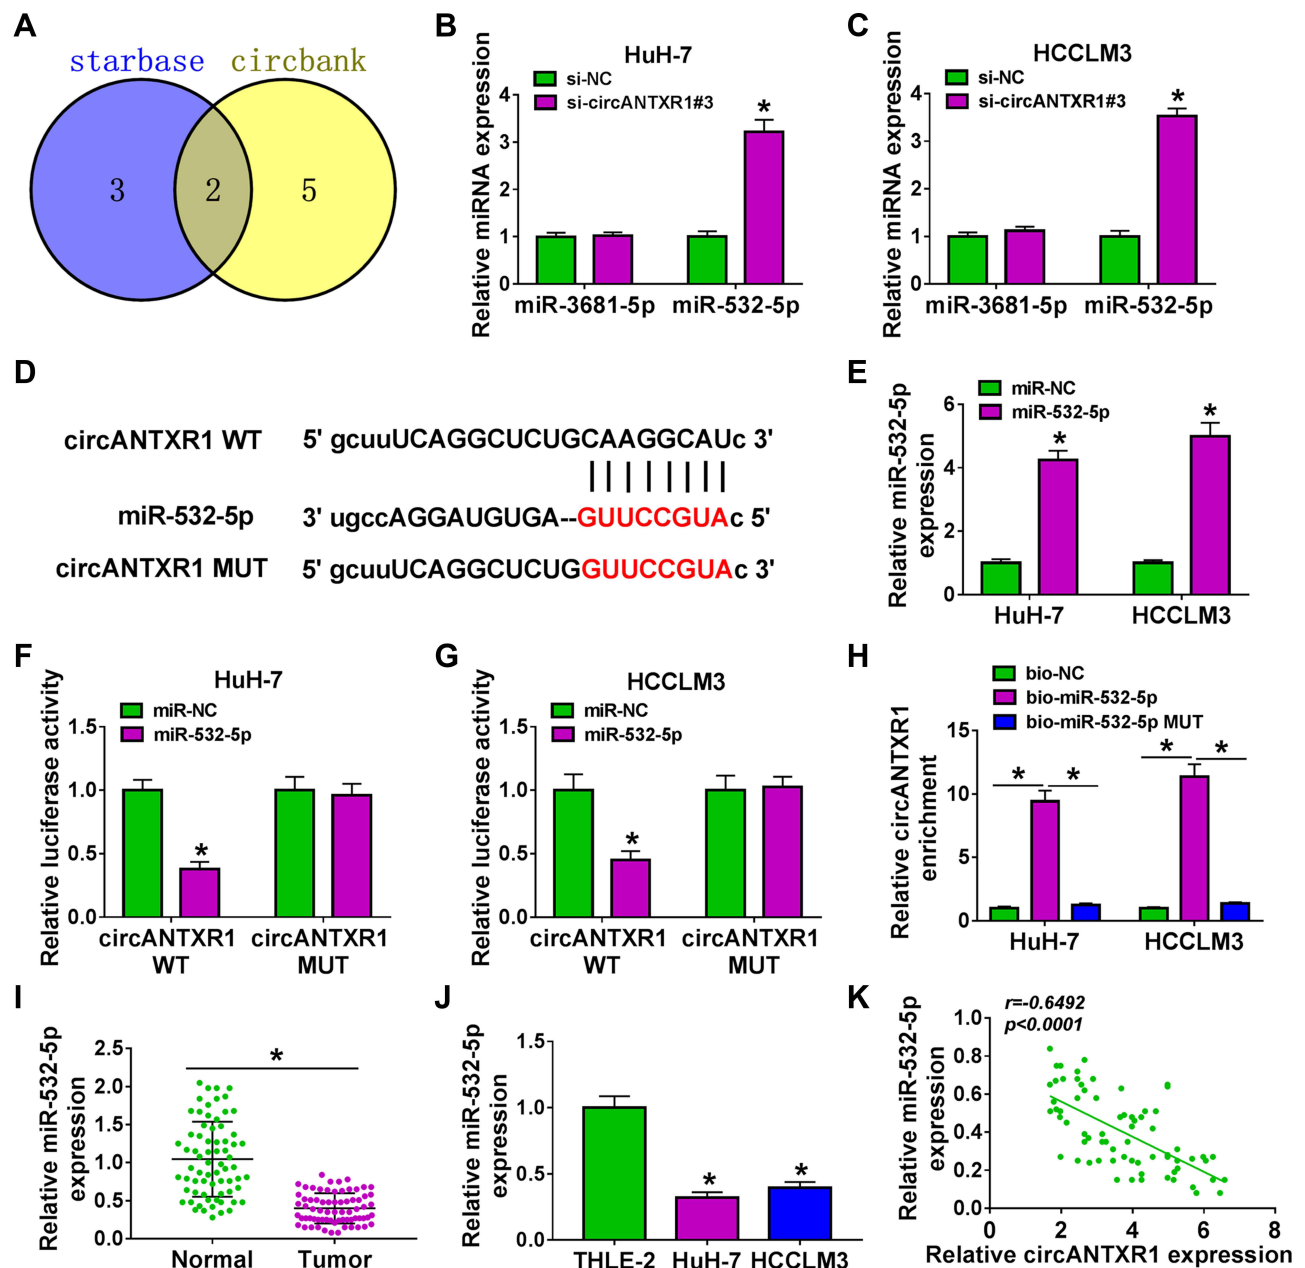 A
starbase circbank
3 2 5
B
HuH-7
si-NC
si-circANTXR1#3
Relative miRNA expression
4
3
2
1
0
*
miR-3681-5p miR-532-5p
C
HCCLM3
si-NC
si-circANTXR1#3
Relative miRNA expression
4
3
2
1
0
*
miR-3681-5p miR-532-5p
D
circANTXR1 WT 5' gcuuUCAGGCUCUGCAAGGCAUc 3'
miR-532-5p 3' ugccAGGAUGUGA--GUUCCGUAc 5'
circANTXR1 MUT 5' gcuuUCAGGCUCUGGUUCCGUAc 3'
E
miR-NC
miR-532-5p
Relative miR-532-5p
expression
6
4
2
0
* *
HuH-7 HCCLM3
F
HuH-7
miR-NC
miR-532-5p
Relative luciferase activity
1.5
1.0
0.5
0.0
*
circANTXR1 circANTXR1
WT MUT
G
HCCLM3
miR-NC
miR-532-5p
Relative luciferase activity
1.5
1.0
0.5
0.0
*
circANTXR1 circANTXR1
WT MUT
H
bio-NC
bio-miR-532-5p
bio-miR-532-5p MUT
Relative circANTXR1
enrichment
15
10
5
0
* * * *
HuH-7 HCCLM3
I
Relative miR-532-5p
expression
2.5
2.0
1.5
1.0
0.5
0.0
*
Normal Tumor
J
Relative miR-532-5p
expression
1.5
1.0
0.5
0.0
* *
THLE-2 HuH-7 HCCLM3
K
r=-0.6492
p<0.0001
Relative miR-532-5p
expression
1.0
0.8
0.6
0.4
0.2
0.0
0 2 4 6 8
Relative circANTXR1 expression